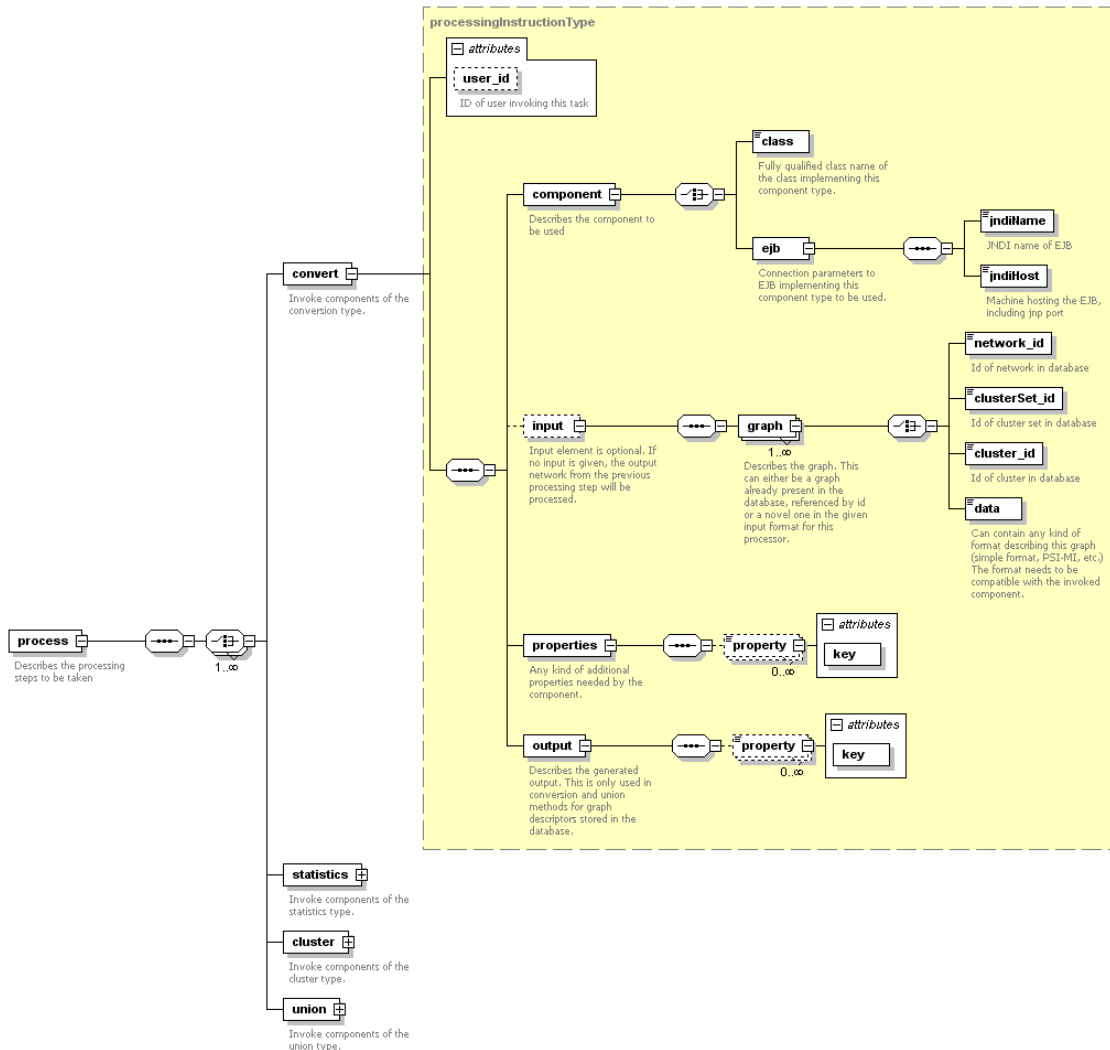 processingInstructionType
attributes
user_id
ID of user invoking this task
class
Fully qualified class name of
the class implementing this
component type.
component
Describes the component to
be used
jndiName
JNDI name of EJB
ejb
Connection parameters to
EJB implementing this
component type to be used.
jndiHost
Machine hosting the EJB,
including jnp port
convert
Invoke components of the
conversion type.
network_id
Id of network in database
clusterSet_id
Id of cluster set in database
input
Input element is optional. If
no input is given, the output
network from the previous
processing step will be
processed.
graph
1..∞
Describes the graph. This
can either be a graph
already present in the
database, referenced by id
or a novel one in the given
input format for this
processor.
cluster_id
Id of cluster in database
data
Can contain any kind of
format describing this graph
(simple format, PSI-MI, etc.)
The format needs to be
compatible with the invoked
component.
process
Describes the processing
steps to be taken
1..∞
properties
Any kind of additional
properties needed by the
component.
property
0..∞
attributes
key
output
Describes the generated
output. This is only used in
conversion and union
methods for graph
descriptors stored in the
database.
property
0..∞
attributes
key
statistics
Invoke components of the
statistics type.
cluster
Invoke components of the
cluster type.
union
Invoke components of the
union type.